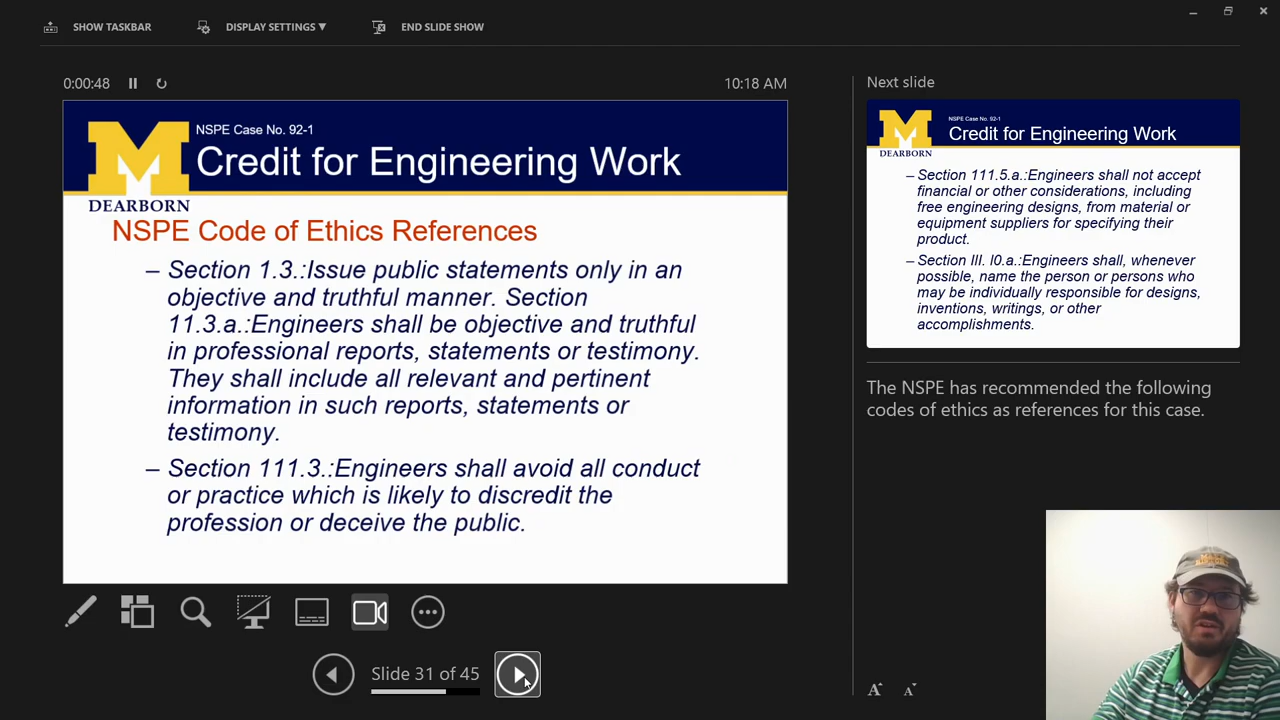 SHOW TASKBAR
DISPLAY SETTINGS ▼
END SLIDE SHOW
0:00:48
10:18 AM
M
DEARBORN
NSPE Case No. 92-1
Credit for Engineering Work
NSPE Code of Ethics References
– Section 1.3.:Issue public statements only in an
objective and truthful manner. Section
11.3.a.:Engineers shall be objective and truthful
in professional reports, statements or testimony.
They shall include all relevant and pertinent
information in such reports, statements or
testimony.
– Section 111.3.:Engineers shall avoid all conduct
or practice which is likely to discredit the
profession or deceive the public.
Slide 31 of 45
Next slide
M
DEARBORN
NSPE Case No. 92-1
Credit for Engineering Work
– Section 111.5.a.:Engineers shall not accept
financial or other considerations, including
free engineering designs, from material or
equipment suppliers for specifying their
product.
– Section III. l0.a.:Engineers shall, whenever
possible, name the person or persons who
may be individually responsible for designs,
inventions, writings, or other
accomplishments.
The NSPE has recommended the following
codes of ethics as references for this case.
A A